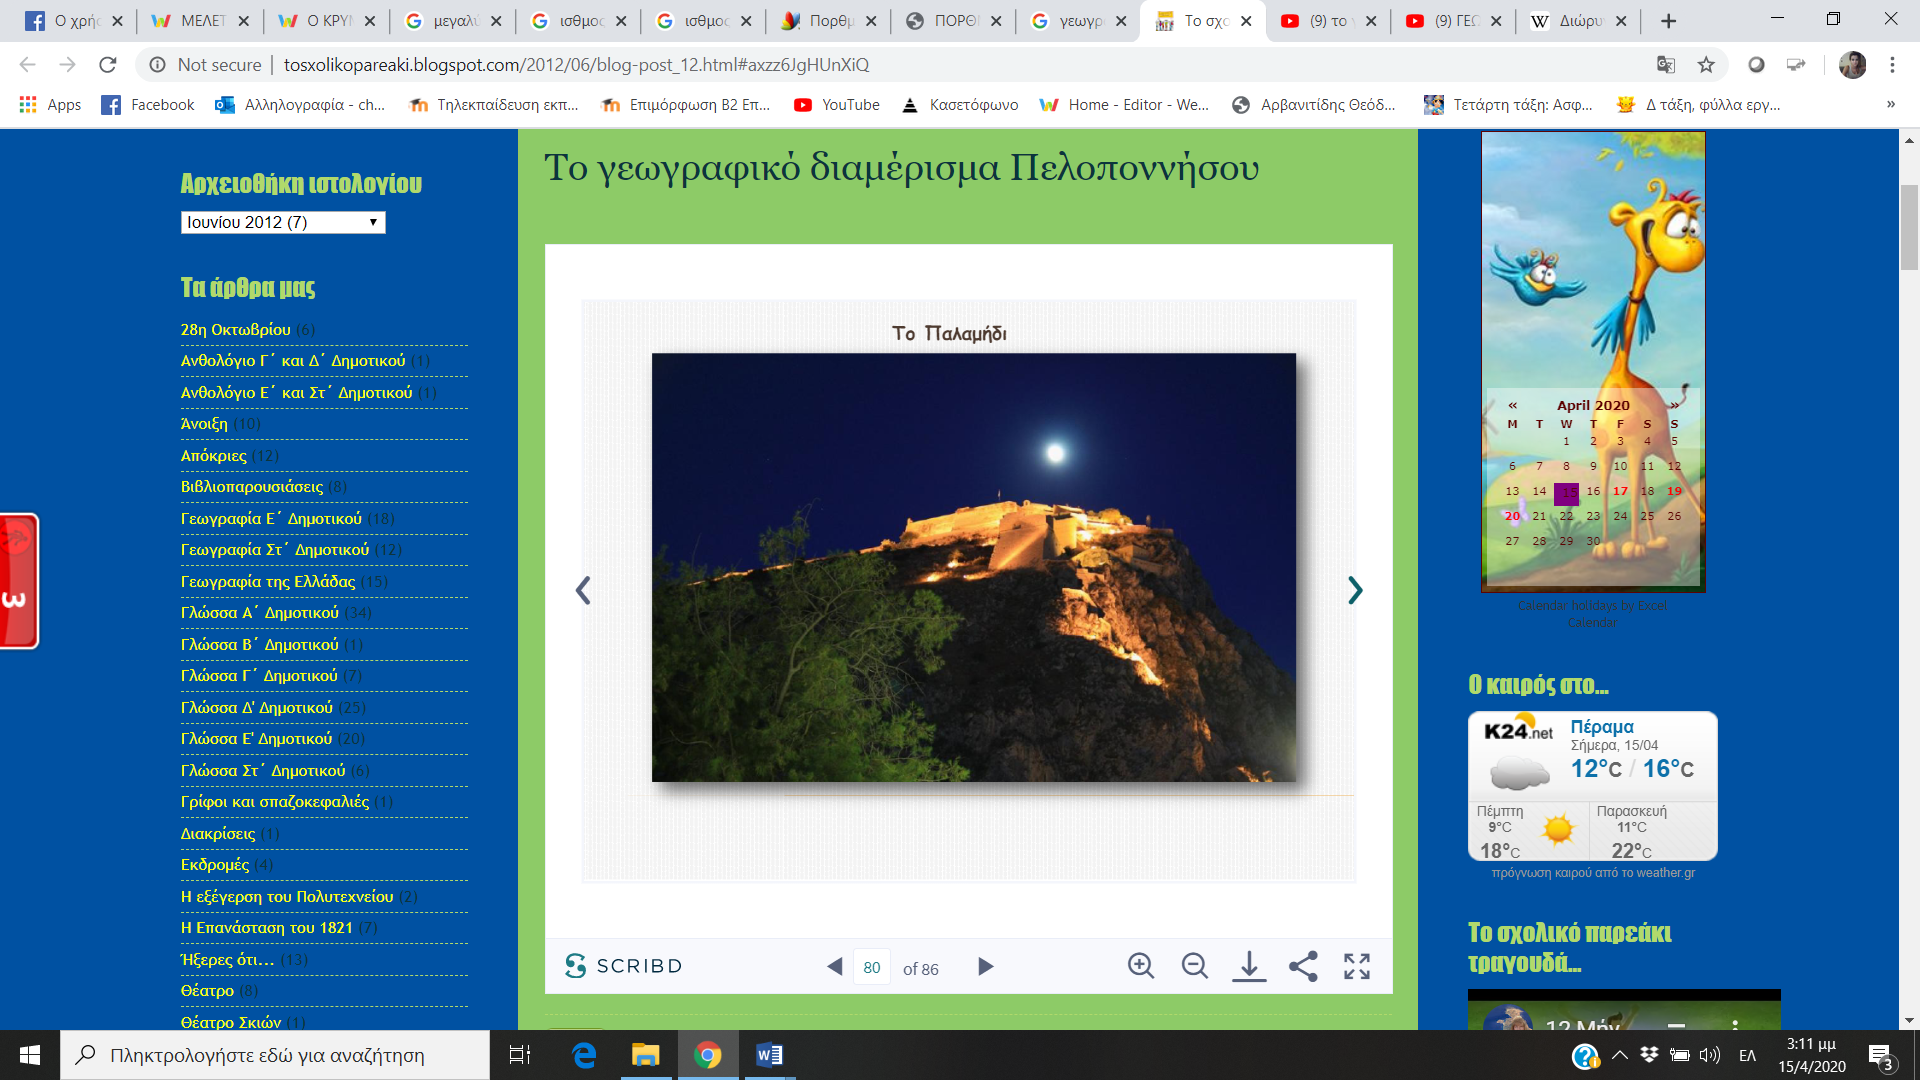 Ο χρής
ΜΕΛΕΤ
Ο ΚΡΥΜ
μεγαλύ
ισθμος
ισθμος
Πορθμ
ΠΟΡΘΜ
γεωγρα
Το σχο
(9) το γ
(9) ΓΕΩ
Διώρυγ
Not secure | tosxolikopareaki.blogspot.com/2012/06/blog-post_12.html#axzz6JgHUnXiQ
Apps
Facebook
Αλληλογραφία - ch...
Τηλεκπαίδευση εκπ...
Επιμόρφωση Β2 Επ...
YouTube
Κασετόφωνο
Home - Editor - We...
Αρβανιτίδης Θεόδ...
Τετάρτη τάξη: Ασφ...
Δ τάξη, φύλλα εργ...
»
Αρχειοθήκη ιστολογίου
Ιουνίου 2012 (7)
Τα άρθρα μας
28η Οκτωβρίου (6)
Ανθολόγιο Γ΄ και Δ΄ Δημοτικού (1)
Ανθολόγιο Ε΄ και Στ΄ Δημοτικού (1)
Άνοιξη (10)
Απόκριες (12)
Βιβλιοπαρουσιάσεις (8)
Γεωγραφία Ε΄ Δημοτικού (18)
Γεωγραφία Στ΄ Δημοτικού (12)
Γεωγραφία της Ελλάδας (15)
Γλώσσα Α΄ Δημοτικού (34)
Γλώσσα Β΄ Δημοτικού (1)
Γλώσσα Γ΄ Δημοτικού (7)
Γλώσσα Δ' Δημοτικού (25)
Γλώσσα Ε' Δημοτικού (20)
Γλώσσα Στ΄ Δημοτικού (6)
Γρίφοι και σπαζοκεφαλιές (1)
Διακρίσεις (1)
Εκδρομές (4)
Η εξέγερση του Πολυτεχνείου (2)
Η Επανάσταση του 1821 (7)
Ήξερες ότι... (13)
Θέατρο (8)
Θέατρο Σκιών (1)
3
Το γεωγραφικό διαμέρισμα Πελοποννήσου
Το Παλαμήδι
SCRIBD
80 of 86
« April 2020 »
M T W T F S S
1 2 3 4 5
6 7 8 9 10 11 12
13 14 15 16 17 18 19
20 21 22 23 24 25 26
27 28 29 30
Calendar holidays by Excel
Calendar
Ο καιρός στο...
K24.net
Πέραμα
Σήμερα, 15/04
12°C / 16°C
Πέμπτη
9°C
18°C
Παρασκευή
11°C
22°C
πρόγνωση καιρού από το weather.gr
Το σχολικό παρεάκι
τραγουδά...
12 Μήν
Πληκτρολογήστε εδώ για αναζήτηση
ΕΛ
3:11 μμ
15/4/2020
3